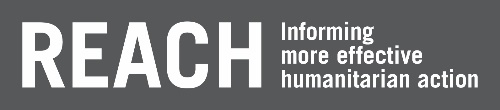 REACH
Informing
more effective
humanitarian action